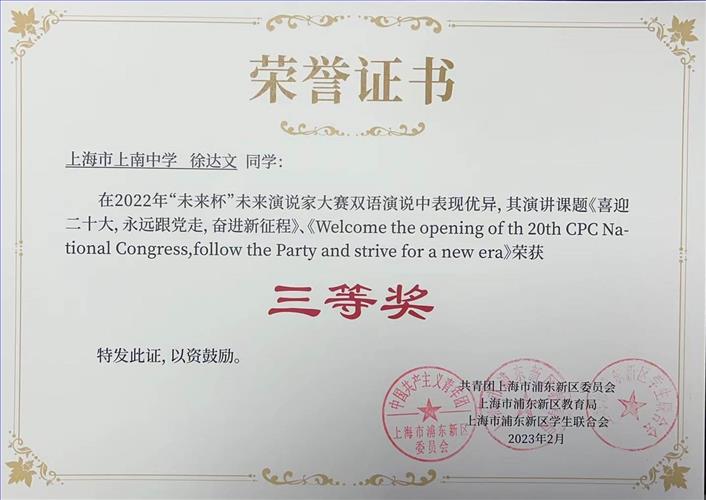 荣誉证书
上海市上南中学 徐达文 同学:
在2022年“未来杯”未来演说家大赛双语演说中表现优异, 其演讲课题《喜迎
二十大, 永远跟党走, 奋进新征程》、《Welcome the opening of th 20th CPC Na-
tional Congress,follow the Party and strive for a new era》荣获
三等奖
特发此证, 以资鼓励。
共青团上海市浦东新区委员会
上海市浦东新区教育局
上海市浦东新区学生联合会
2023年2月
中国共产主义青年团
上海市浦东新区
委员会